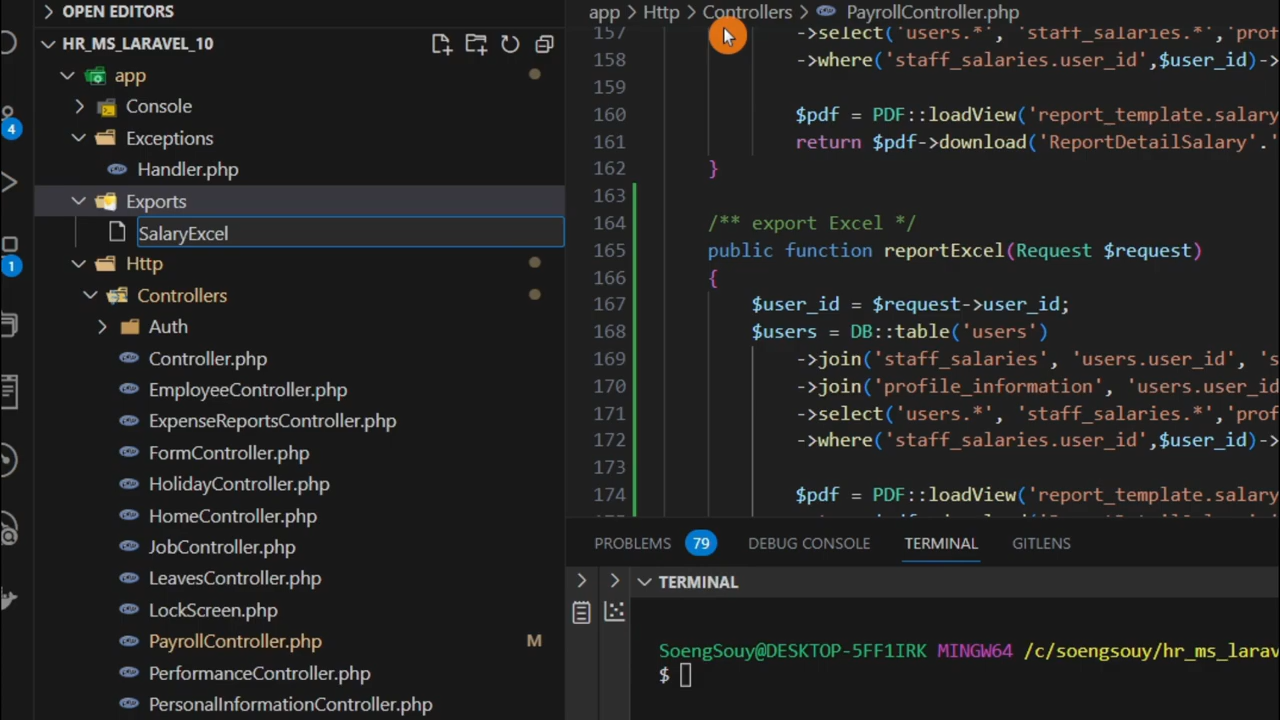 OPEN EDITORS
HR_MS_LARAVEL_10
app
Console
Exceptions
Handler.php
Exports
SalaryExcel
Http
Controllers
Auth
Controller.php
EmployeeController.php
ExpenseReportsController.php
FormController.php
HolidayController.php
HomeController.php
JobController.php
LeavesController.php
LockScreen.php
PayrollController.php M
PerformanceController.php
PersonalInformationController.php
4
1
app > Http > Controllers > PayrollController.php
157 ->select('users.*', 'staff_salaries.*','prof
158 ->where('staff_salaries.user_id',$user_id)->
159
160 $pdf = PDF::loadView('report_template.salary
161 return $pdf->download('ReportDetailSalary'.'
162 }
163
164 /** export Excel */
165 public function reportExcel(Request $request)
166 {
167 $user_id = $request->user_id;
168 $users = DB::table('users')
169 ->join('staff_salaries', 'users.user_id', 's
170 ->join('profile_information', 'users.user_id
171 ->select('users.*', 'staff_salaries.*','prof
172 ->where('staff_salaries.user_id',$user_id)->
173
174 $pdf = PDF::loadView('report_template.salary
PROBLEMS 79 DEBUG CONSOLE TERMINAL GITLENS
TERMINAL
SoengSouy@DESKTOP-5FF1IRK MINGW64 /c/soengsouy/hr_ms_larav
$